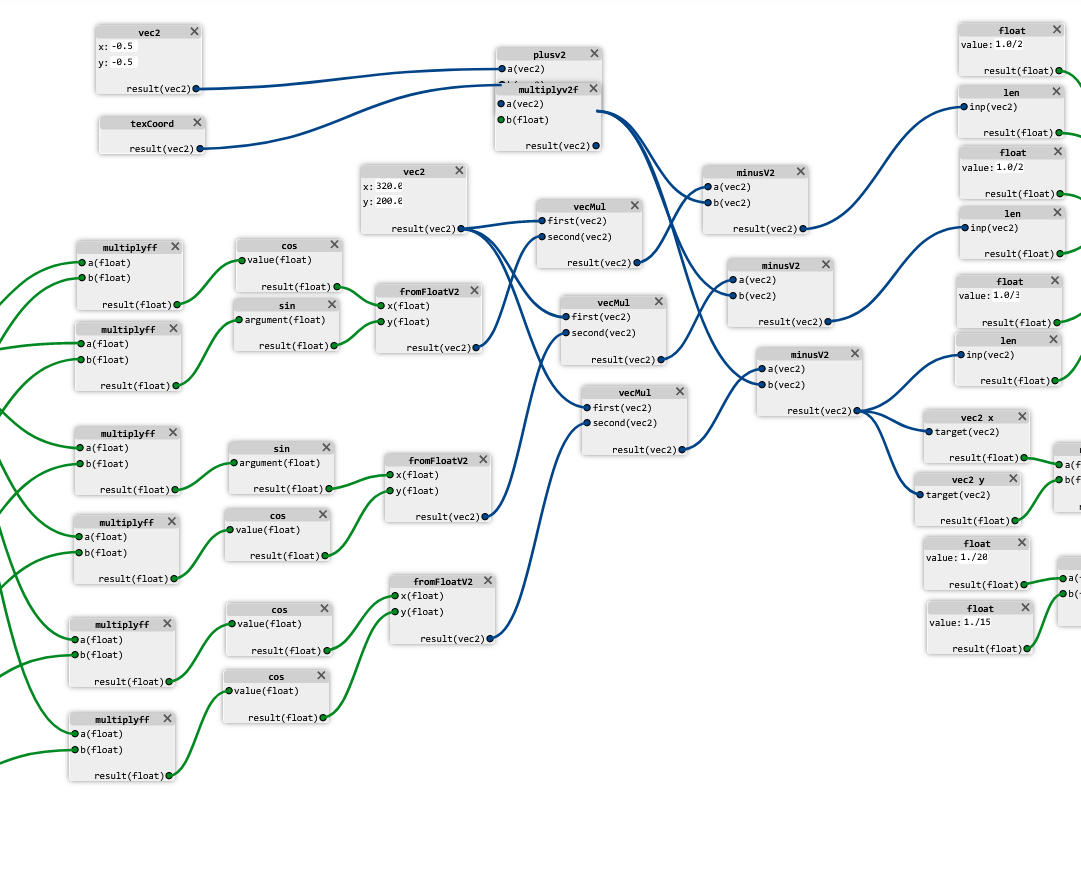 vec2
x: -0.5
y: -0.5
result(vec2)
texCoord
result(vec2)
plusv2
a(vec2)
multiplyv2f
a(vec2)
b(float)
result(vec2)
vec2
x: 320.0
y: 200.0
result(vec2)
vecMul
first(vec2)
second(vec2)
result(vec2)
vecMul
first(vec2)
second(vec2)
result(vec2)
vecMul
first(vec2)
second(vec2)
result(vec2)
minusV2
a(vec2)
b(vec2)
result(vec2)
minusV2
a(vec2)
b(vec2)
result(vec2)
minusV2
a(vec2)
b(vec2)
result(vec2)
multiplyff
a(float)
b(float)
result(float)
multiplyff
a(float)
b(float)
result(float)
multiplyff
a(float)
b(float)
result(float)
multiplyff
a(float)
b(float)
result(float)
multiplyff
a(float)
b(float)
result(float)
multiplyff
a(float)
b(float)
result(float)
cos
value(float)
result(float)
sin
argument(float)
result(float)
sin
argument(float)
result(float)
cos
value(float)
result(float)
cos
value(float)
result(float)
cos
value(float)
result(float)
fromFloatV2
x(float)
y(float)
result(vec2)
fromFloatV2
x(float)
y(float)
result(vec2)
fromFloatV2
x(float)
y(float)
result(vec2)
float
value: 1.0/2
result(float)
len
inp(vec2)
result(float)
float
value: 1.0/2
result(float)
len
inp(vec2)
result(float)
float
value: 1.0/3
result(float)
len
inp(vec2)
result(float)
vec2 x
target(vec2)
result(float)
vec2 y
target(vec2)
result(float)
float
value: 1./20
result(float)
float
value: 1./15
result(float)
a(f
b(f
a(
b(